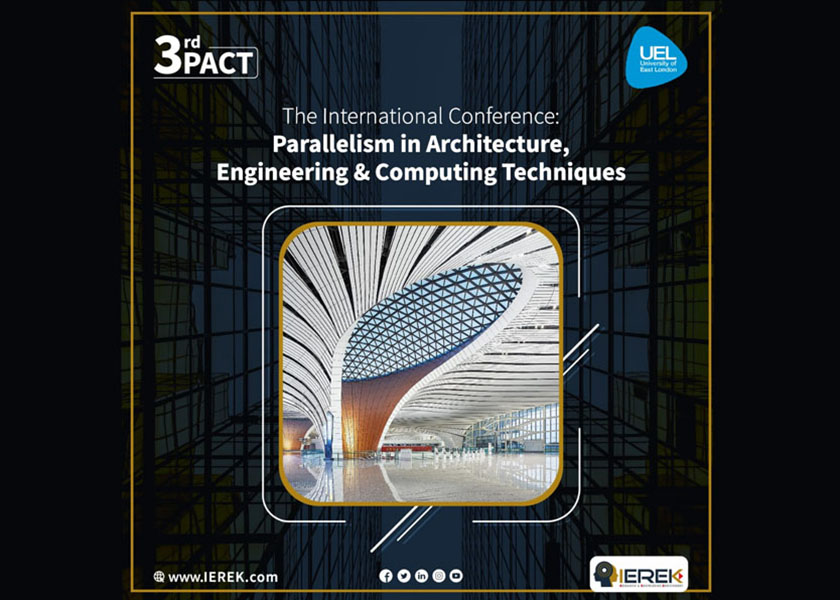 3rd PACT
UEL
University of
East London
The International Conference:
Parallelism in Architecture,
Engineering & Computing Techniques
www.IEREK.com
IEREK